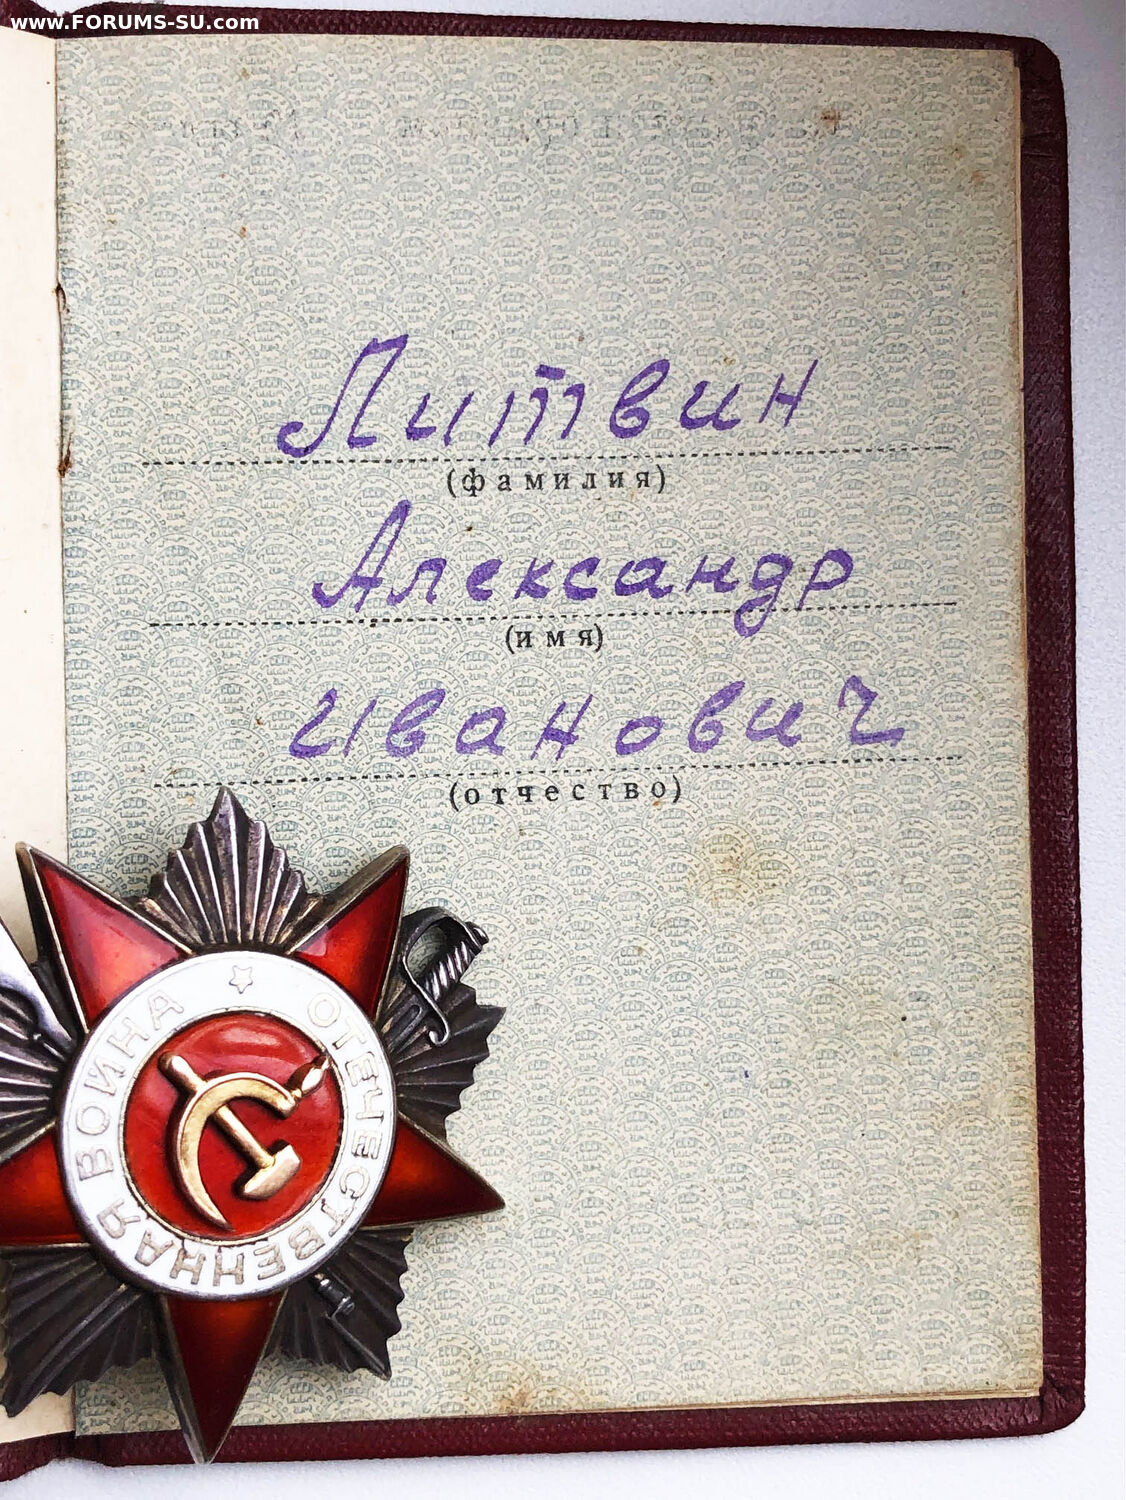 www.FORUMS-SU.com
Литвин
(фамилия)
Александр
(имя)
Иванович
(отчество)
ОТЕЧЕСТВЕННАЯ ВОЙНА